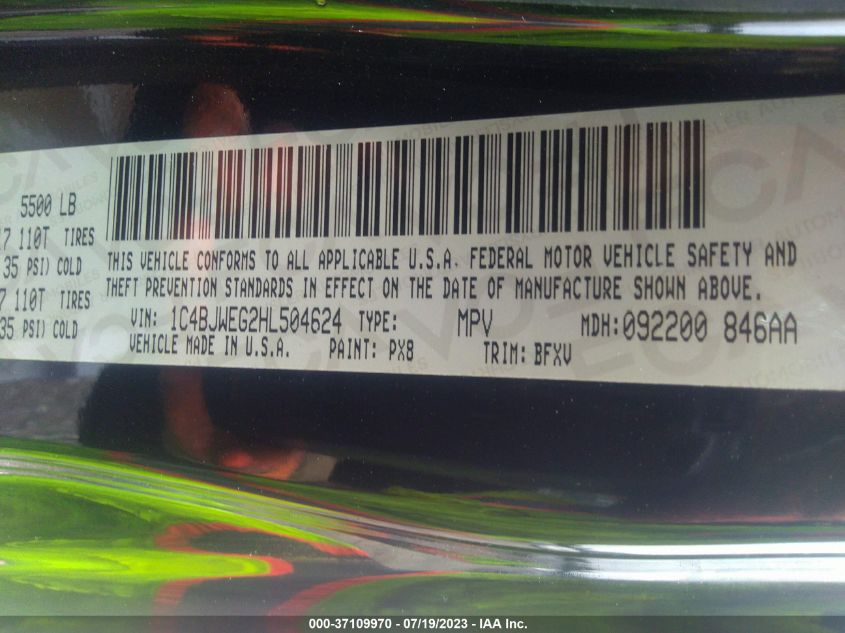 5500 LB
17 110T TIRES
35 PSI) COLD
7 110T TIRES
35 PSI) COLD
THIS VEHICLE CONFORMS TO ALL APPLICABLE U.S.A. FEDERAL MOTOR VEHICLE SAFETY AND
THEFT PREVENTION STANDARDS IN EFFECT ON THE DATE OF MANUFACTURE SHOWN ABOVE.
VIN: 1C4BJWEG2HL504624 TYPE: MPV MDH: 092200 846AA
VEHICLE MADE IN U.S.A. PAINT: PX8 TRIM: BFXV
000-37109970 - 07/19/2023 - IAA Inc.